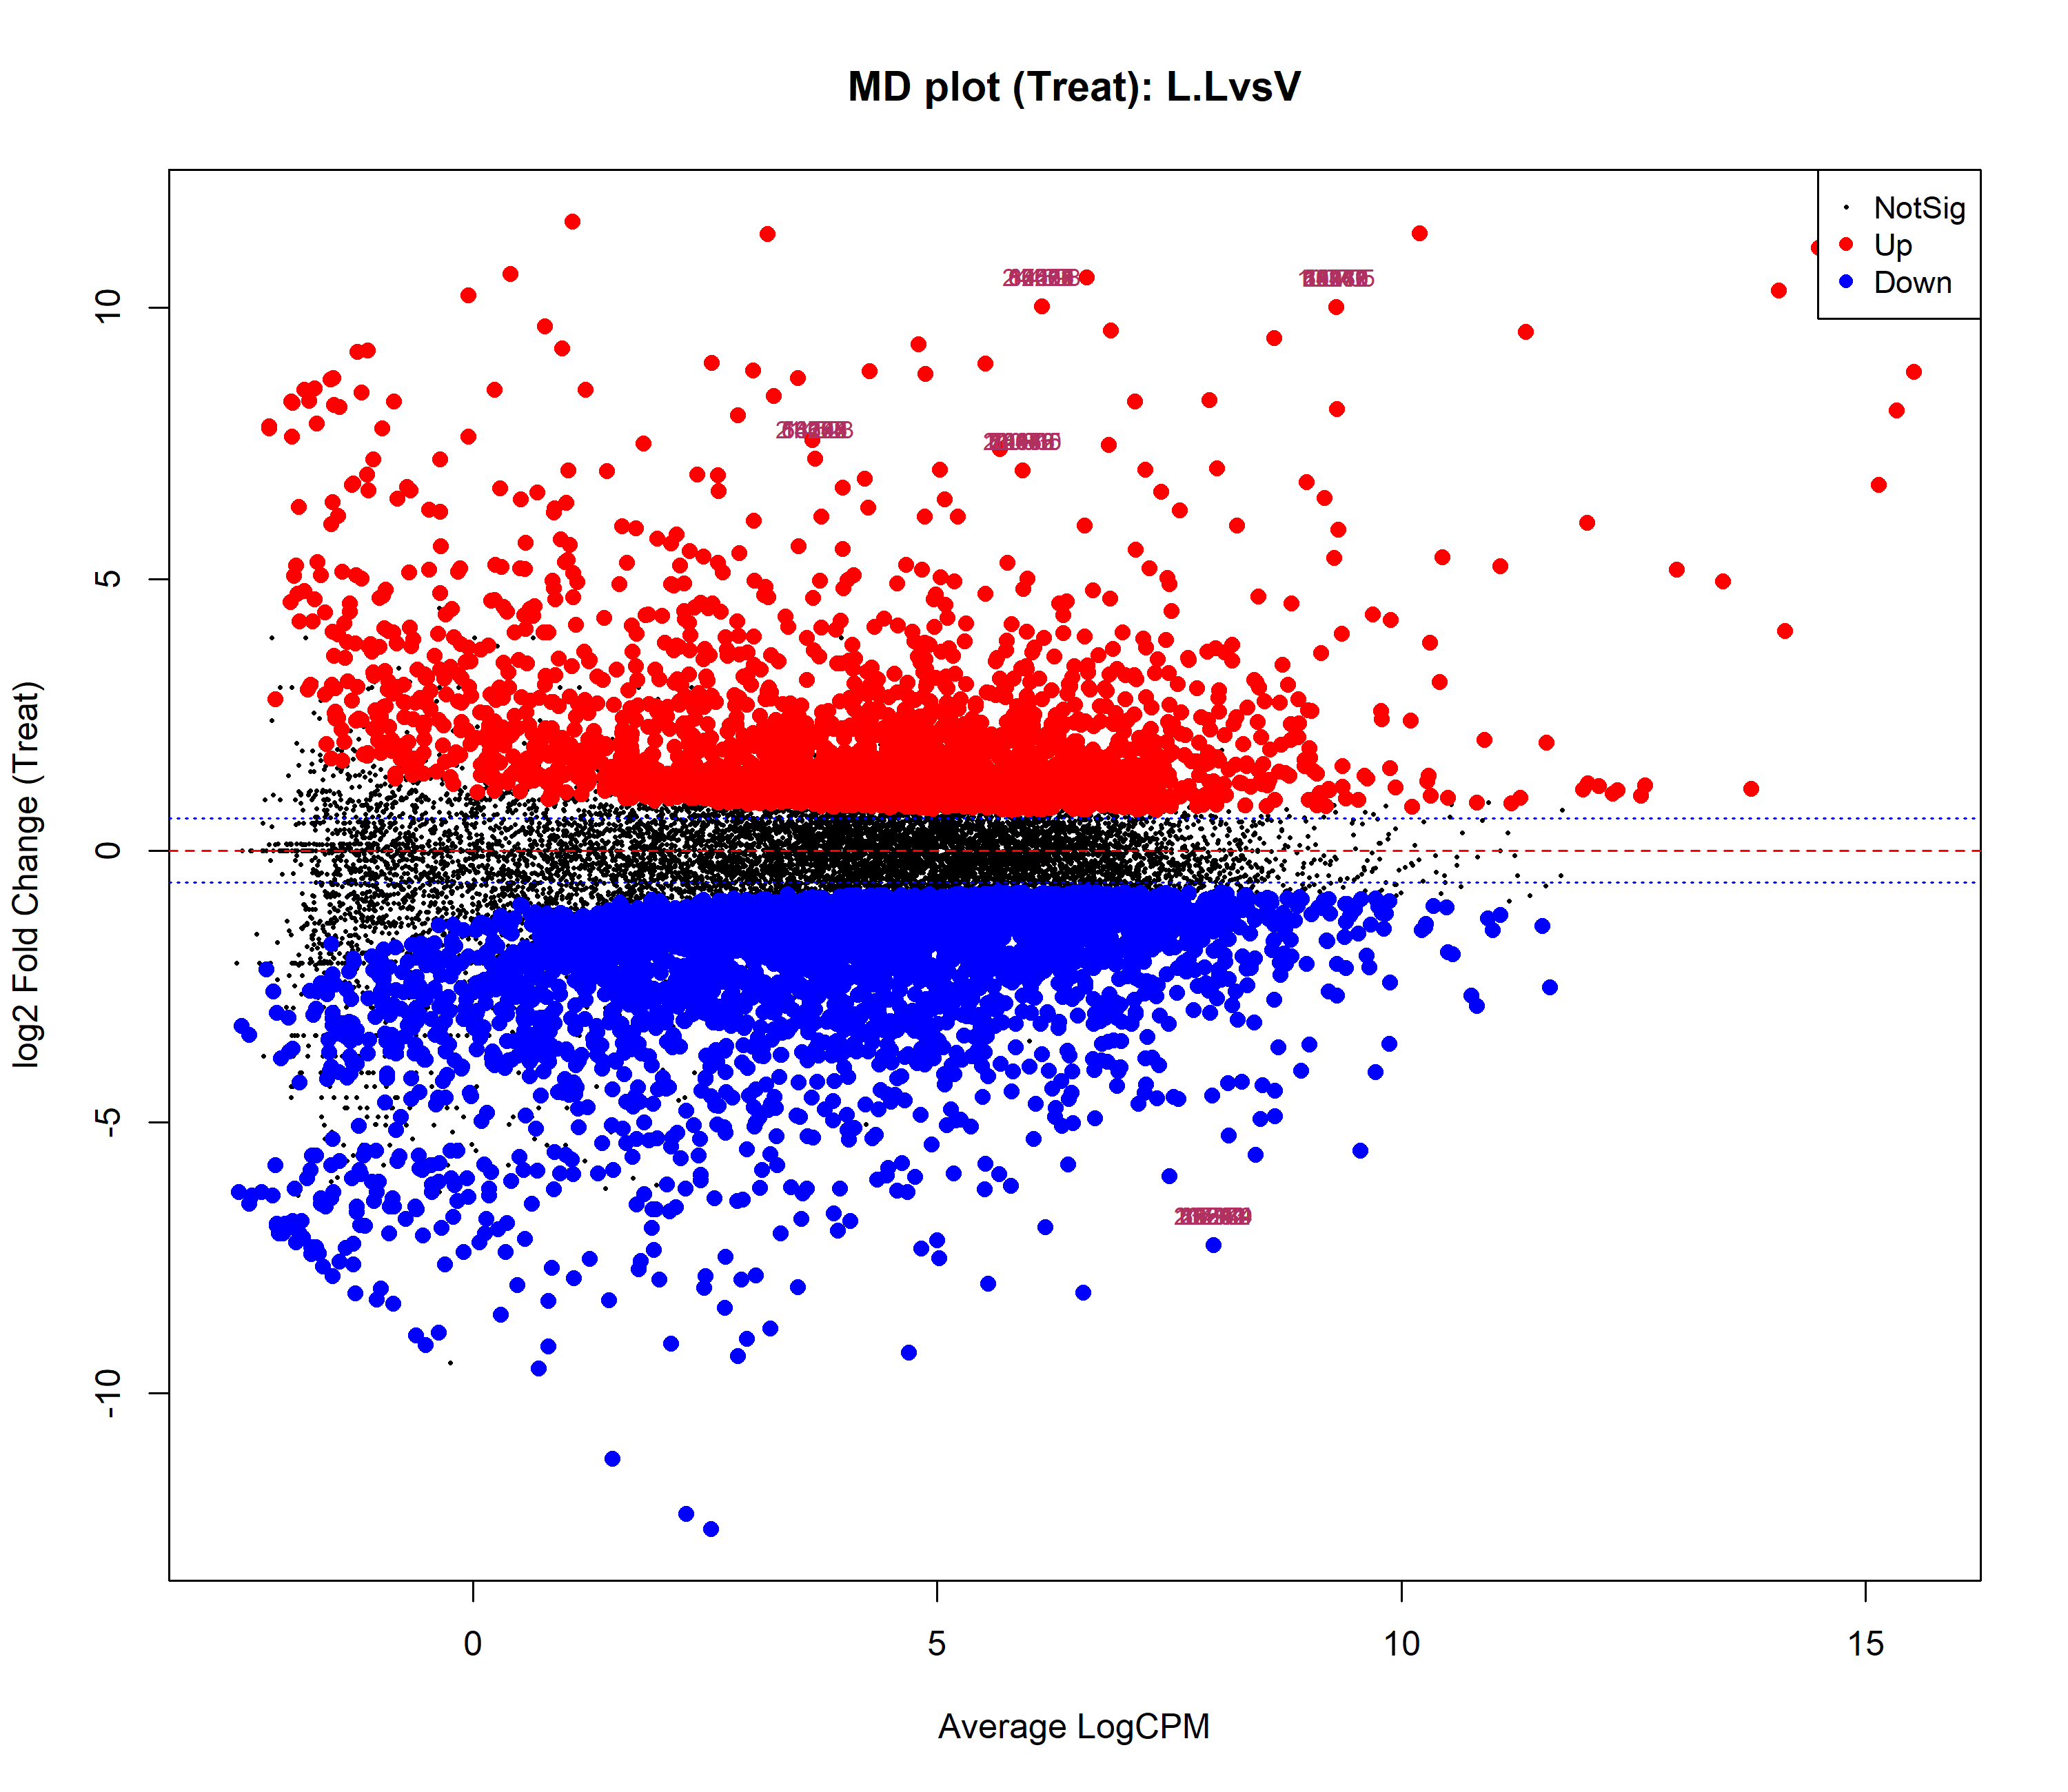 MD plot (Treat): L.LvsV
NotSig
Up
Down
10
5
0
-5
-10
log2 Fold Change (Treat)
0 5 10 15
Average LogCPM